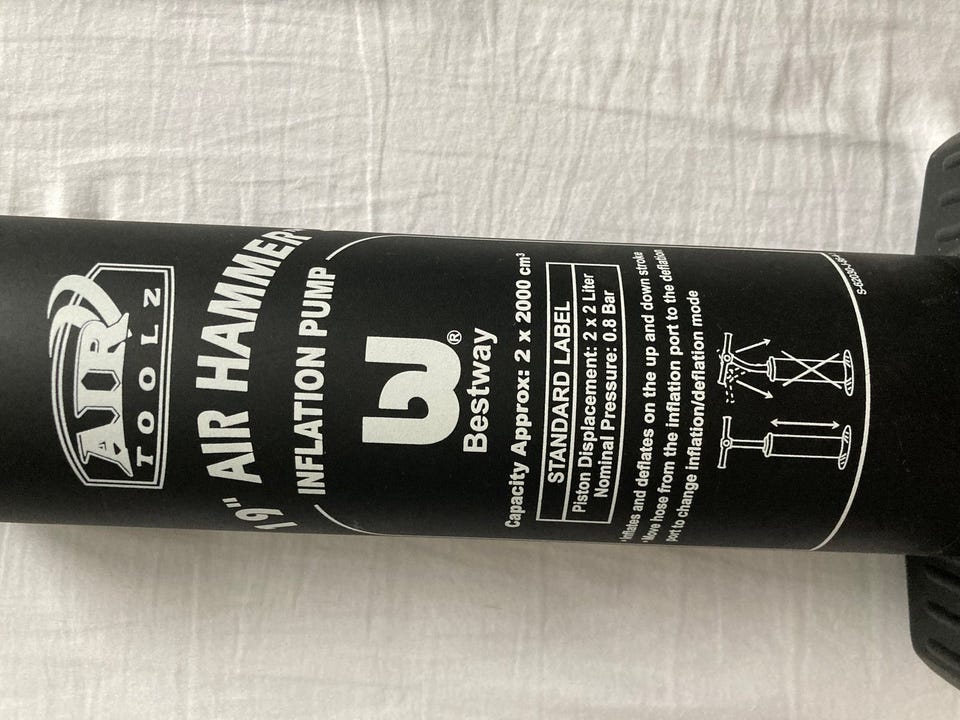 AIR
TOOLZ
19" AIR HAMMER
INFLATION PUMP
®
Bestway
Capacity Approx: 2 x 2000 cm³
STANDARD LABEL
Piston Displacement: 2 x 2 Liter
Nominal Pressure: 0.8 Bar
Inflates and deflates on the up and down stroke
Move hose from the inflation port to the deflation
port to change inflation/deflation mode